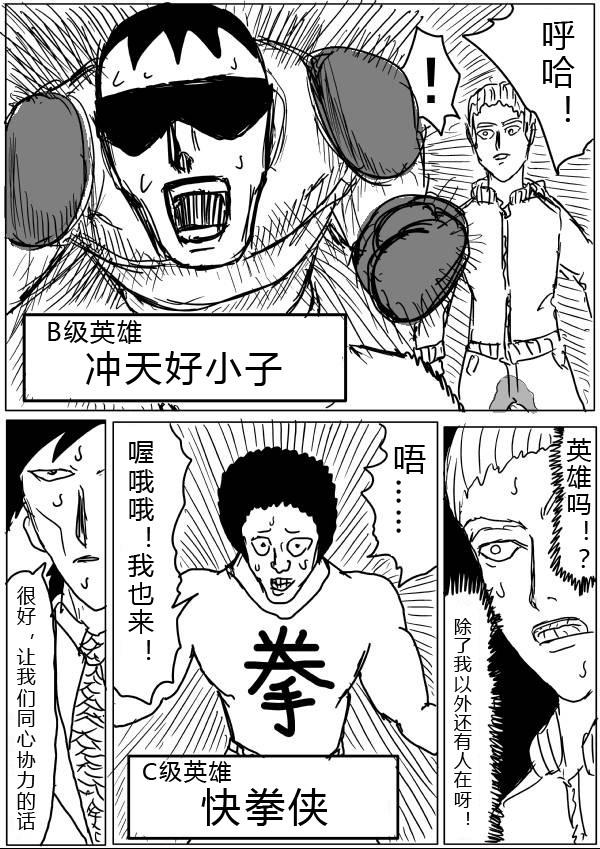 呼哈！
！
B级英雄
冲天好小子
英雄吗！？
除了我以外还有人在呀！
唔……
喔哦哦！我也来！
拳
C级英雄
快拳侠
很好，让我们同心协力的话